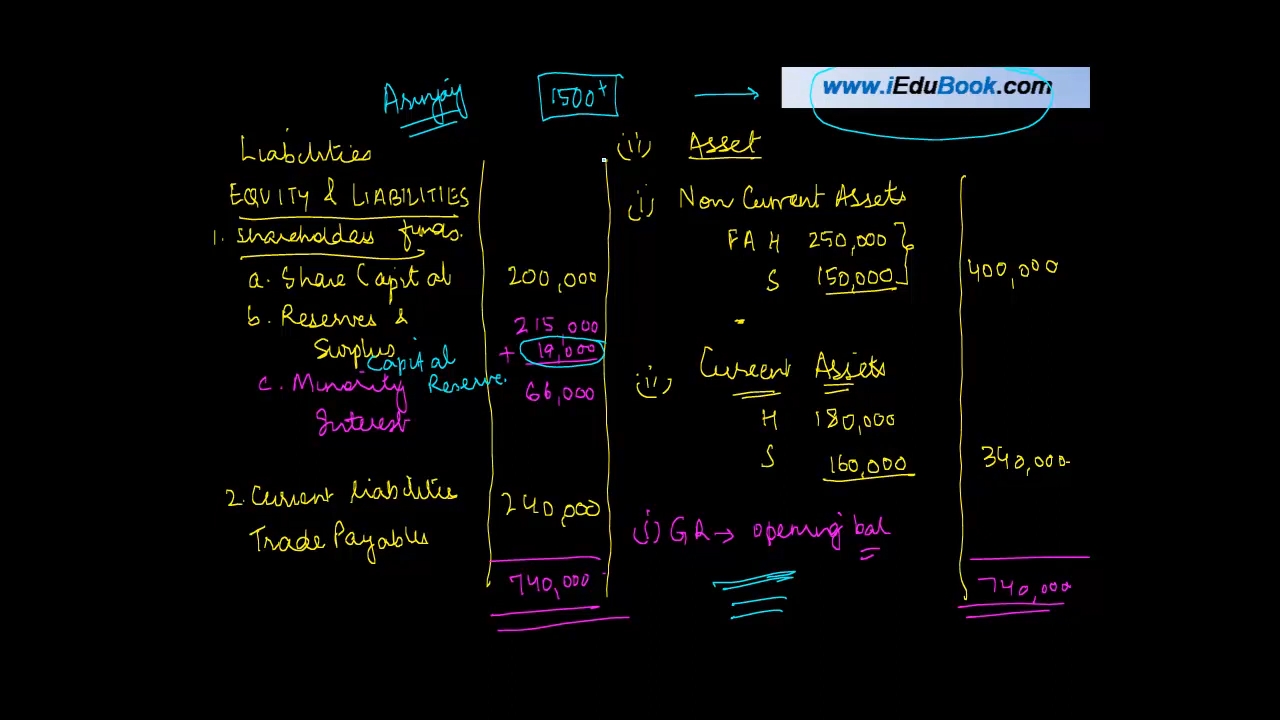 Arunjay 1500+ → www.iEduBook.com
Liabilities
EQUITY & LIABILITIES
1. Shareholders funds.
a. Share Capital 200,000
b. Reserves & Surplus 215,000
+ 19,000
Capital Reserve.
c. Minority Interest 66,000
2. Current liabilities
Trade Payables 240,000
740,000
(ii) Asset
(i) Non Current Assets
FA H 250,000
S 150,000 400,000
(ii) Current Assets
H 180,000
S 160,000 340,000
(i) GR → opening bal
740,000